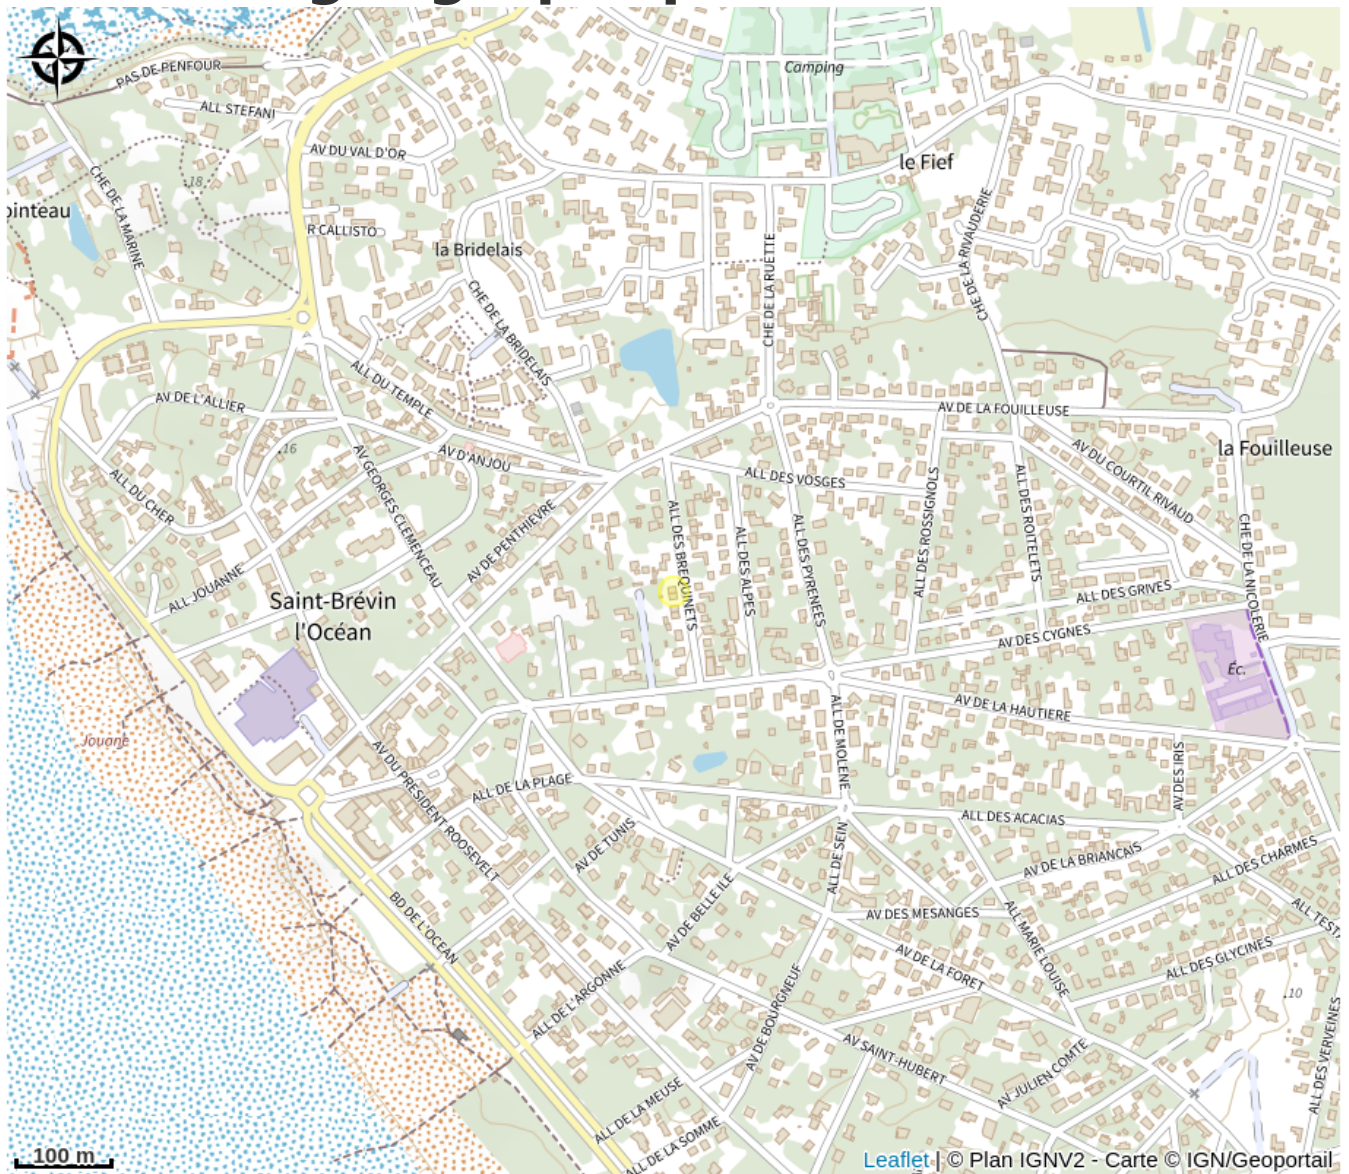 Camping
PAS DE PENFOUR
ALL STEFANI
AV DU VAL D'OR
le Fief
18
CHE DE LA MARINE
ointeau
R CALLISTO
la Bridelais
CHE DE LA RIVAUDERIE
CHE DE LA RUETTE
CHE DE LA BRIDELAIS
ALL DU TEMPLE
AV DE L'ALLIER
AV DE LA FOUILLEUSE
.16
AV D'ANJOU
la Fouilleuse
AV DU COURTIL RIVAUD
ALL DES VOSGES
ALL DU CHER
AV GEORGES CLEMENCEAU
AV DE PENTHIEVRE
ALL DES BREQUINETS
ALL DES ALPES
ALL DES PYRENEES
ALL DES ROSSIGNOLS
ALL DES ROITELETS
CHE DE LA NICOLERIE
ALL JOUANNE
ALL DES GRIVES
Saint-Brévin
l'Océan
AV DES CYGNES
Éc.
AV DE LA HAUTIERE
Jouane
ALL DE MOLENE
AV DU PRESIDENT ROOSEVELT
ALL DE LA PLAGE
AV DES IRIS
ALL DES ACACIAS
AV DE TUNIS
ALL DE SEIN
AV DE LA BRIANCAIS
ALL DES CHARMES
AV DE BELLE ILE
BD DE L'OCEAN
AV DES MESANGES
ALL MARIE LOUISE
ALL TESTA
AV DE LA FORET
ALL DES GLYCINES
ALL DE L'ARGONNE
AV DE BOURGNEUF
.10
AV SAINT-HUBERT
AV JULIEN COMTE
ALL DES VERVEINES
ALL DE LA MEUSE
ALL DE LA SOMME
100 m
Leaflet | © Plan IGNV2 - Carte © IGN/Geoportail